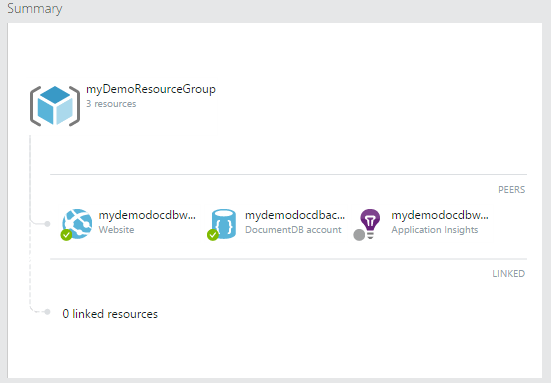 Summary
myDemoResourceGroup
3 resources
PEERS
mydemodocdbw...
Website
mydemodocdbac...
DocumentDB account
mydemodocdbw...
Application Insights
LINKED
0 linked resources